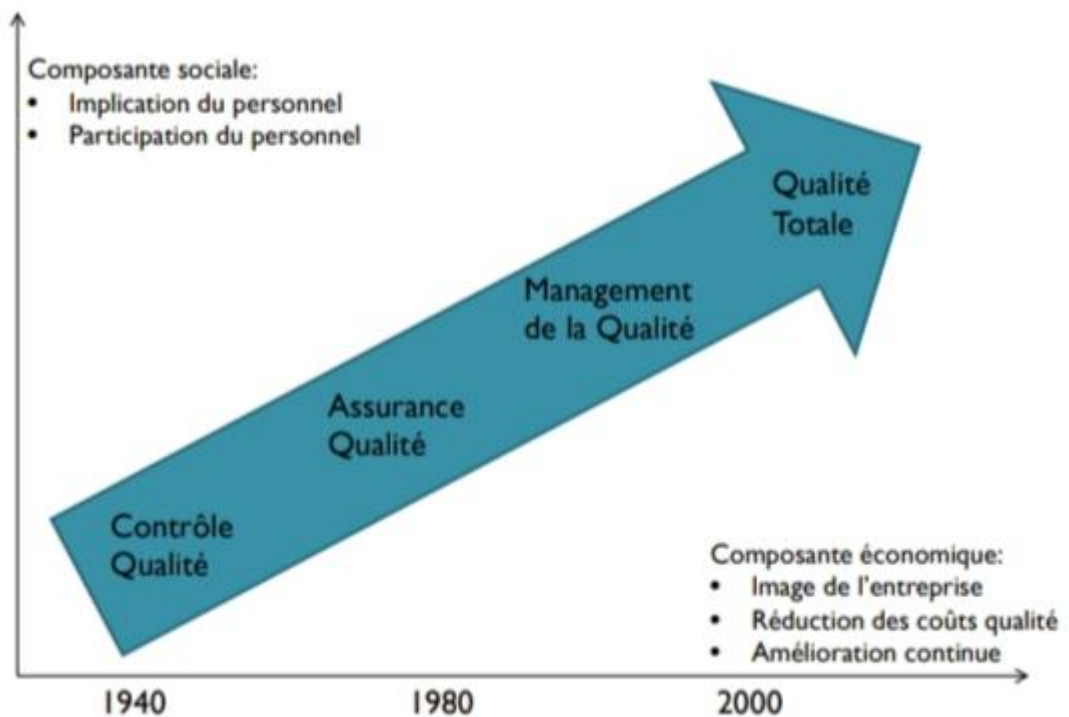 Composante sociale:
• Implication du personnel
• Participation du personnel
Qualité
Totale
Management
de la Qualité
Assurance
Qualité
Contrôle
Qualité
Composante économique:
• Image de l'entreprise
• Réduction des coûts qualité
• Amélioration continue
1940
1980
2000